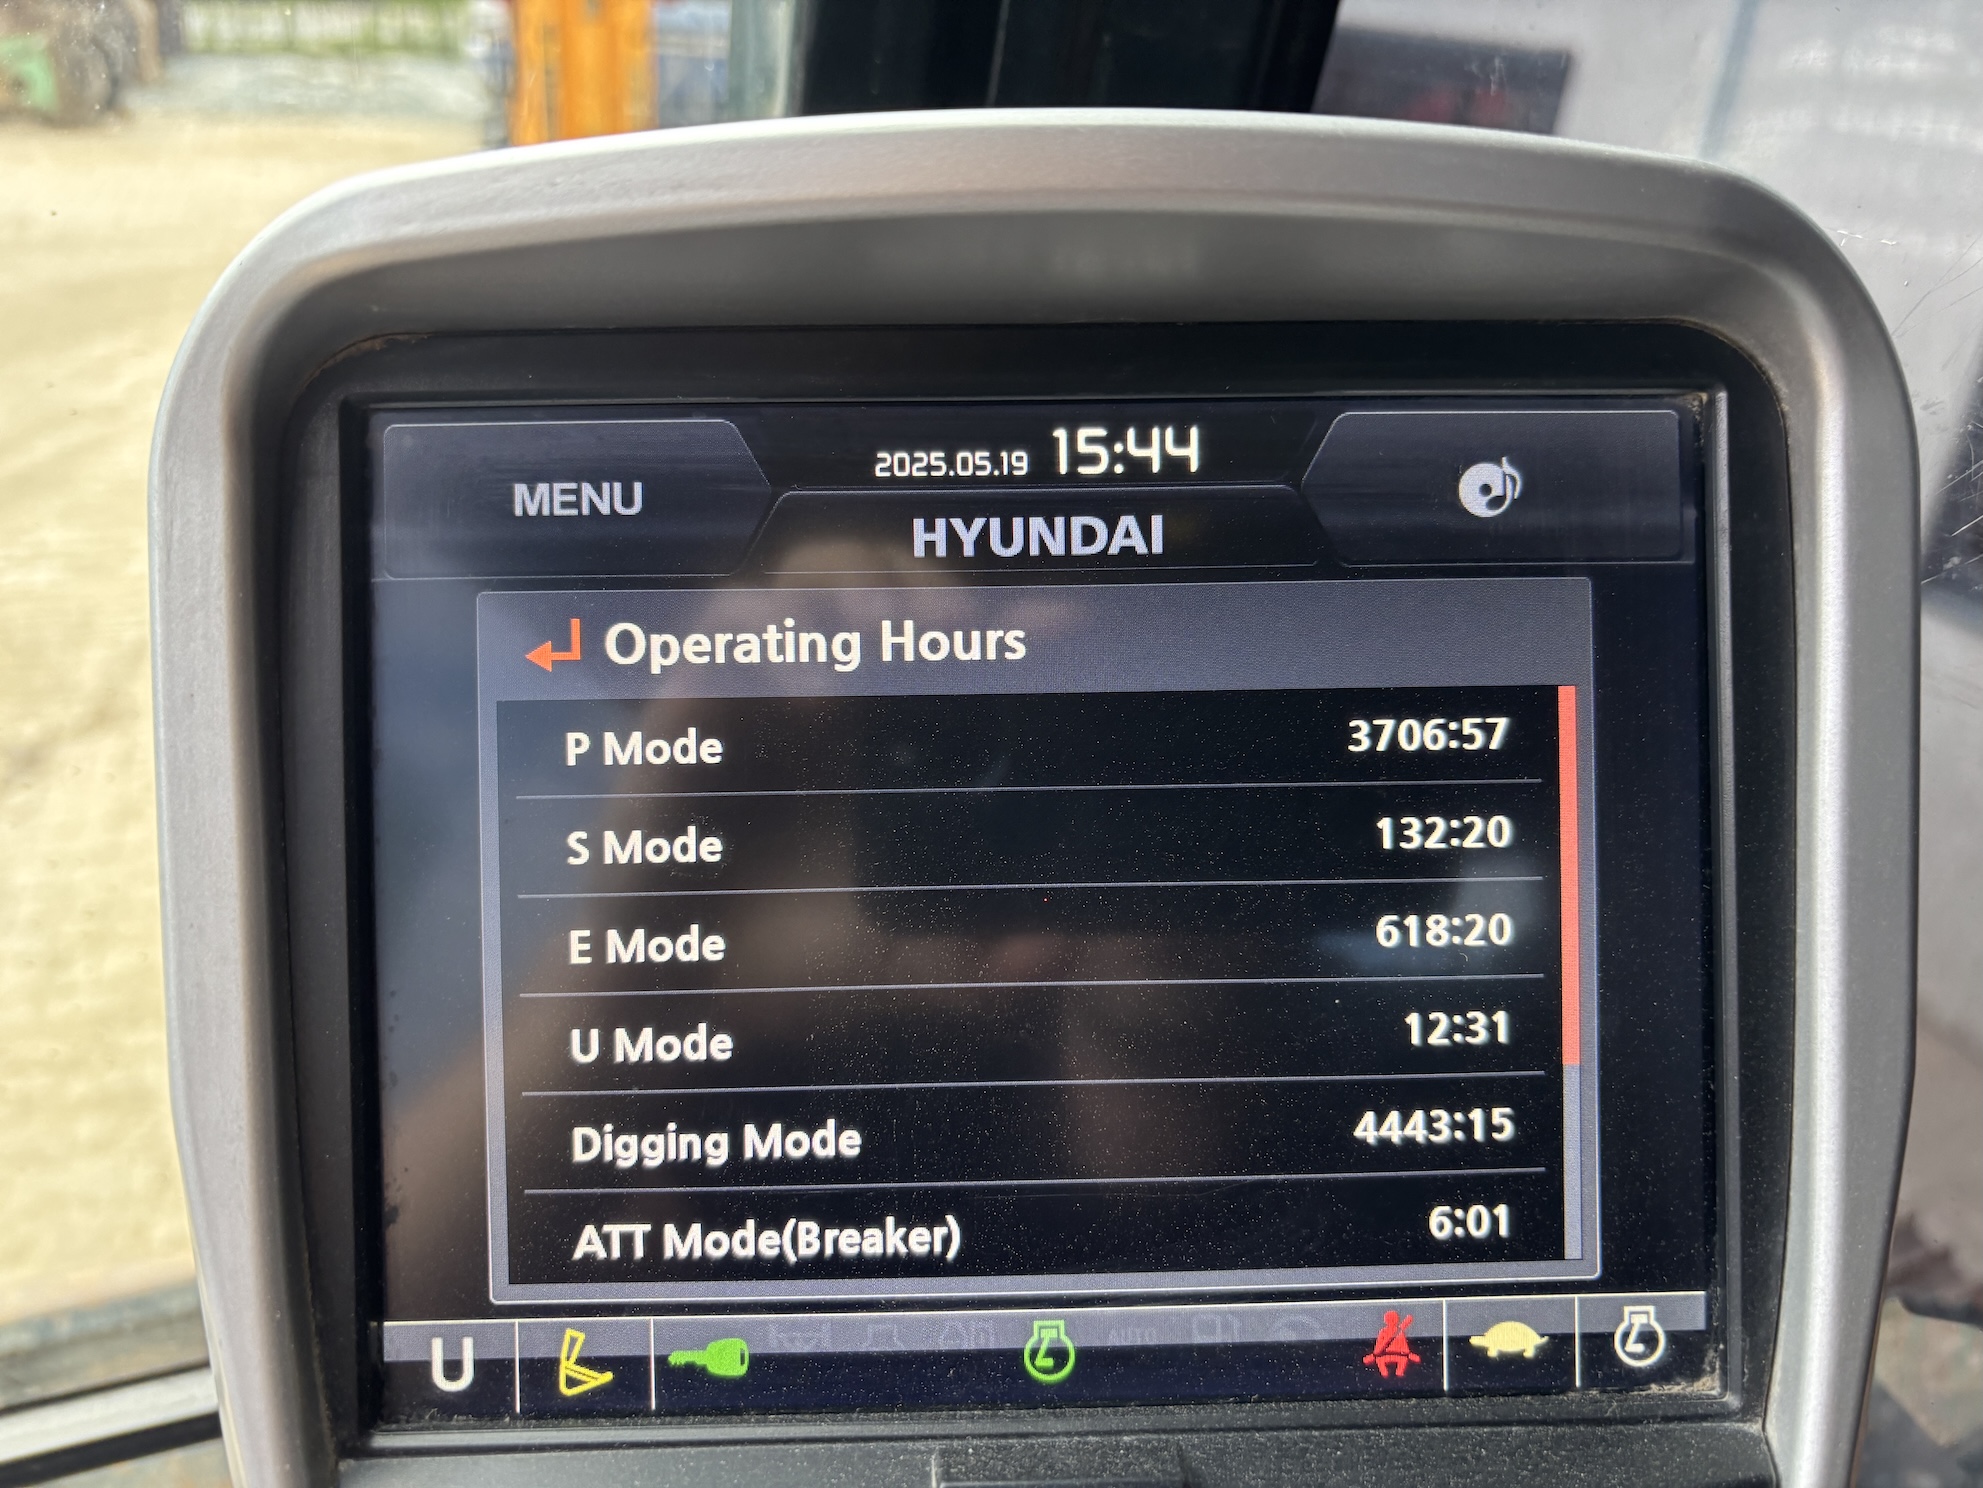 MENU
2025.05.19 15:44
HYUNDAI
Operating Hours
P Mode 3706:57
S Mode 132:20
E Mode 618:20
U Mode 12:31
Digging Mode 4443:15
ATT Mode(Breaker) 6:01
U
AUTO